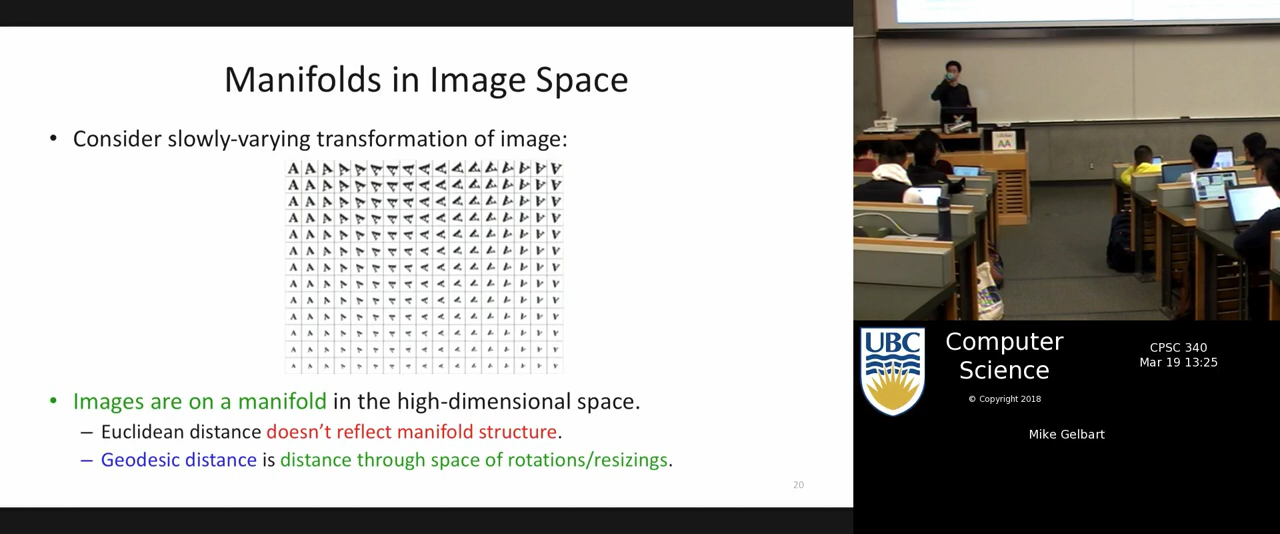 Manifolds in Image Space
• Consider slowly-varying transformation of image:
• Images are on a manifold in the high-dimensional space.
– Euclidean distance doesn’t reflect manifold structure.
– Geodesic distance is distance through space of rotations/resizings.
20
AA
UBC
Computer
Science
© Copyright 2018
CPSC 340
Mar 19 13:25
Mike Gelbart